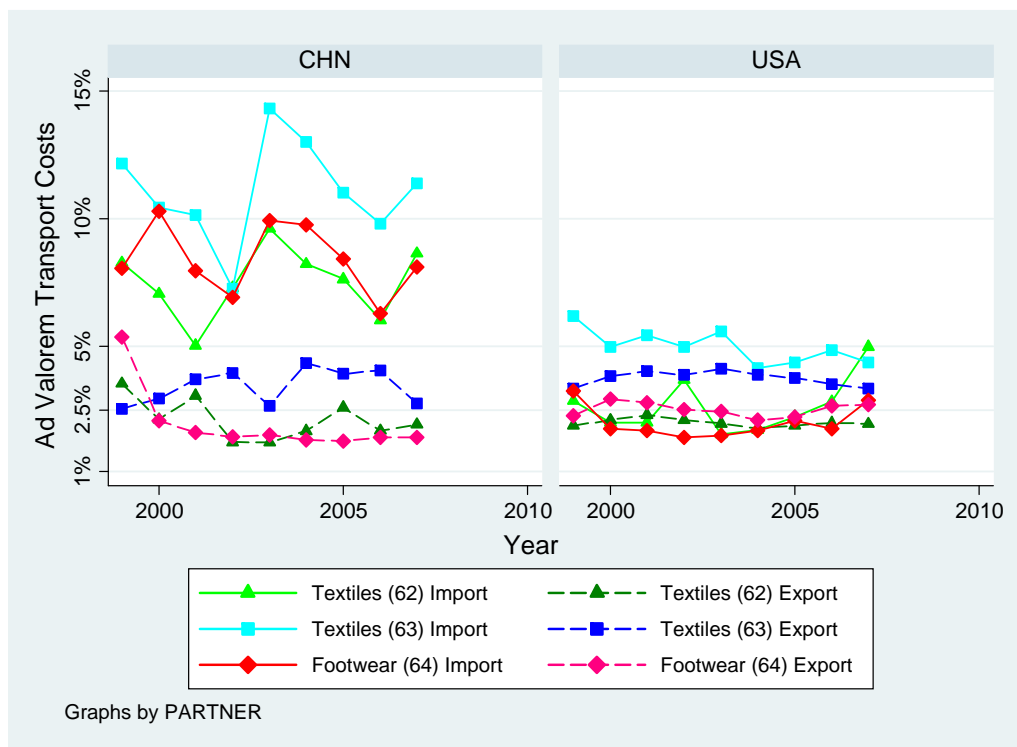 CHN USA
Ad Valorem Transport Costs
15%
10%
5%
2.5%
1%
2000 2005 2010 2000 2005 2010
Year
Textiles (62) Import Textiles (62) Export
Textiles (63) Import Textiles (63) Export
Footwear (64) Import Footwear (64) Export
Graphs by PARTNER